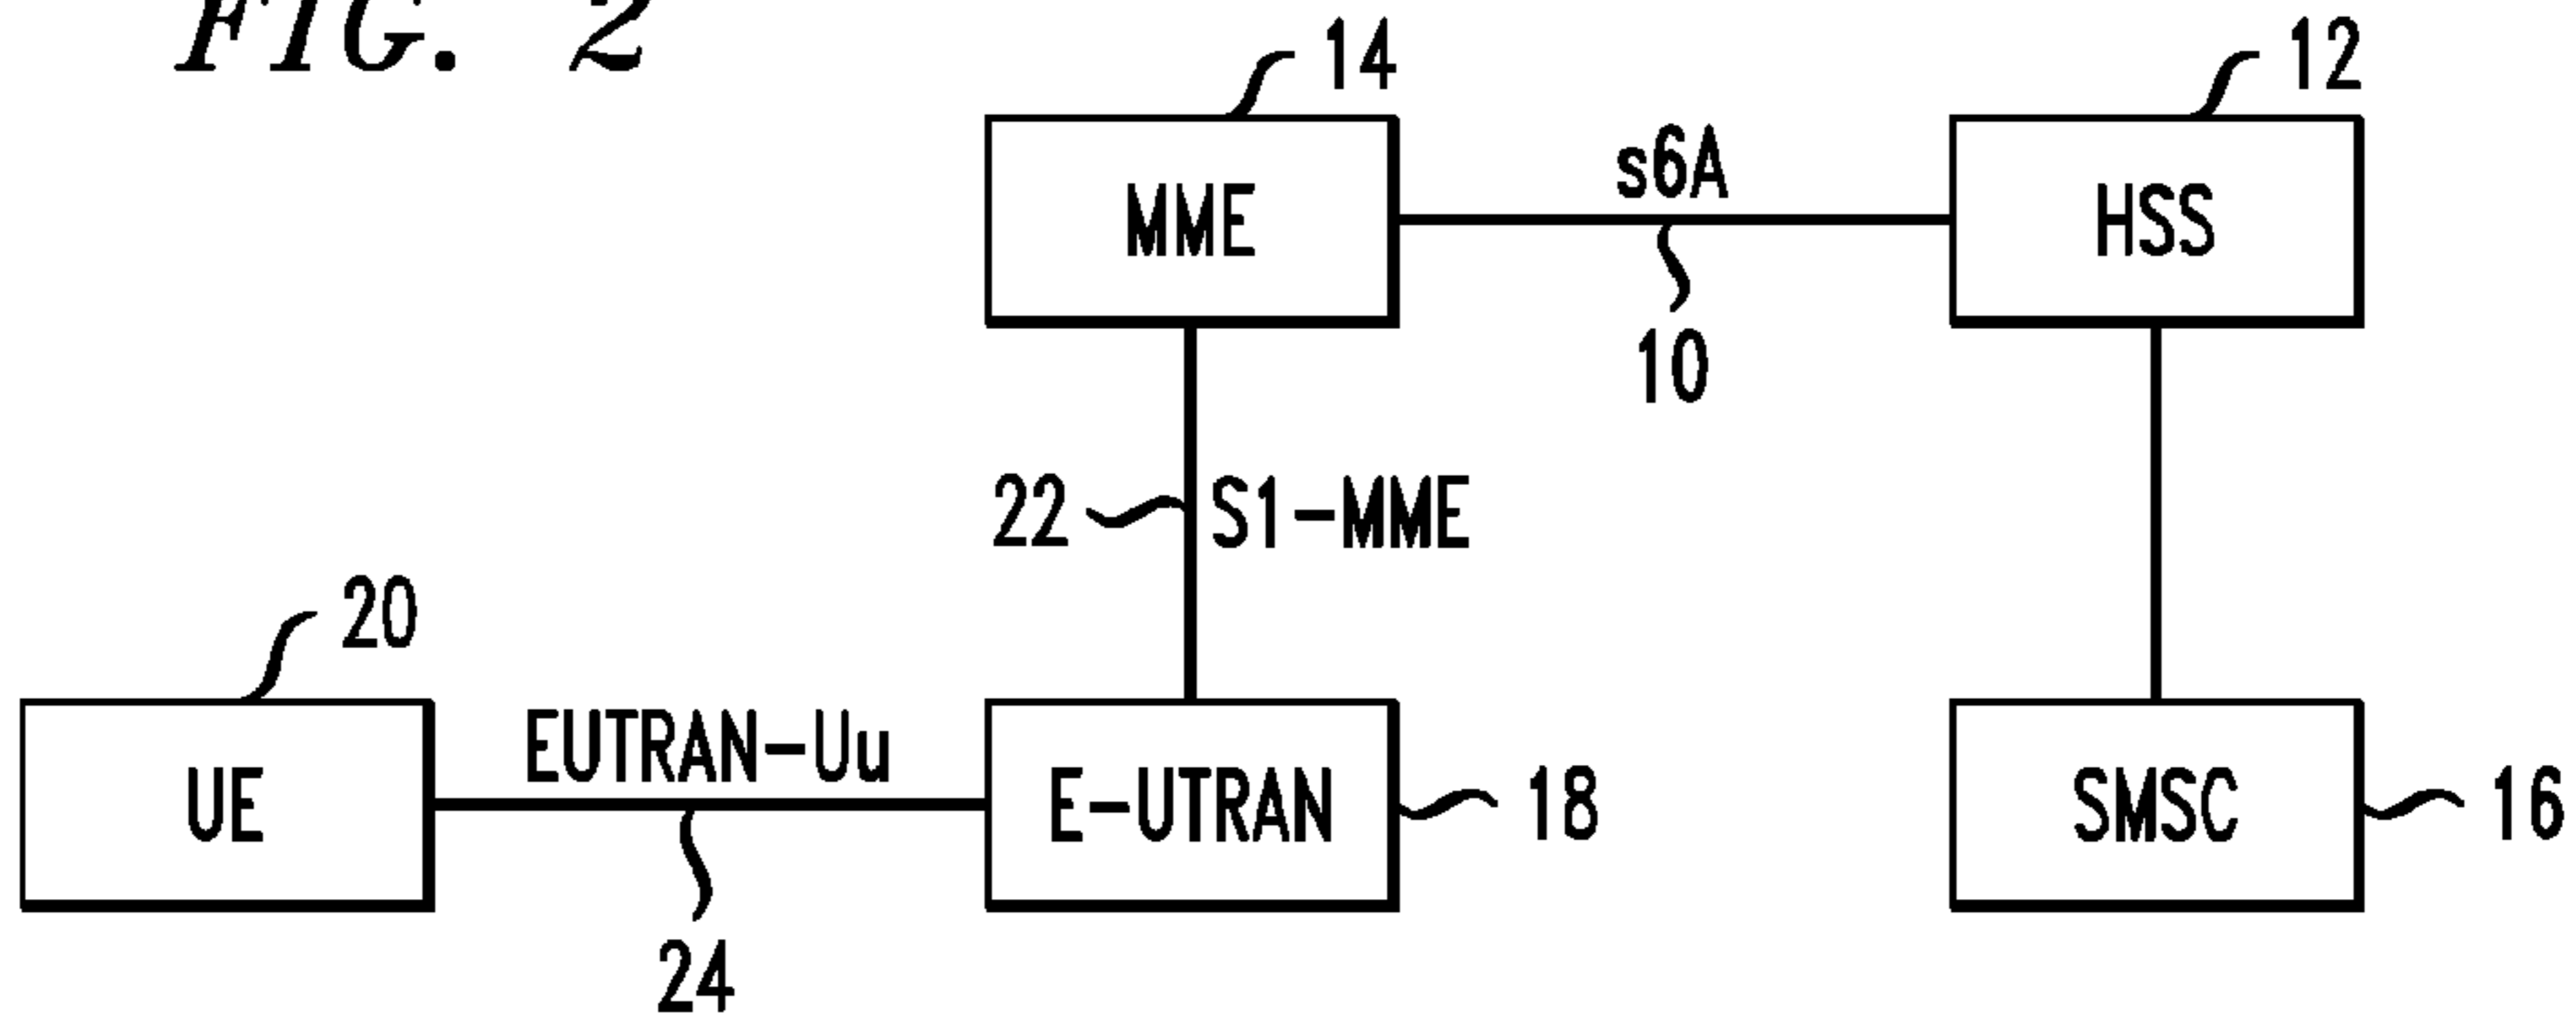 FIG. 2
14
12
MME
s6A
HSS
10
22
S1-MME
20
UE
EUTRAN-Uu
E-UTRAN
18
SMSC
16
24